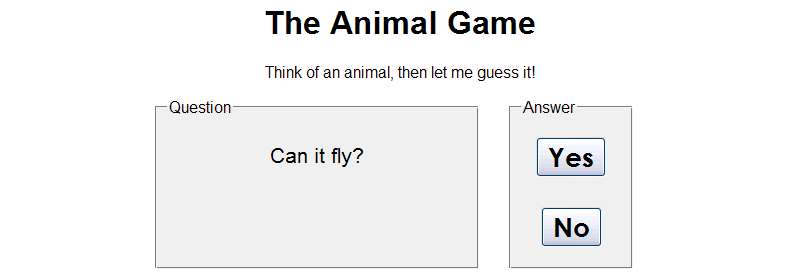 The Animal Game
Think of an animal, then let me guess it!
Question
Can it fly?
Answer
Yes
No